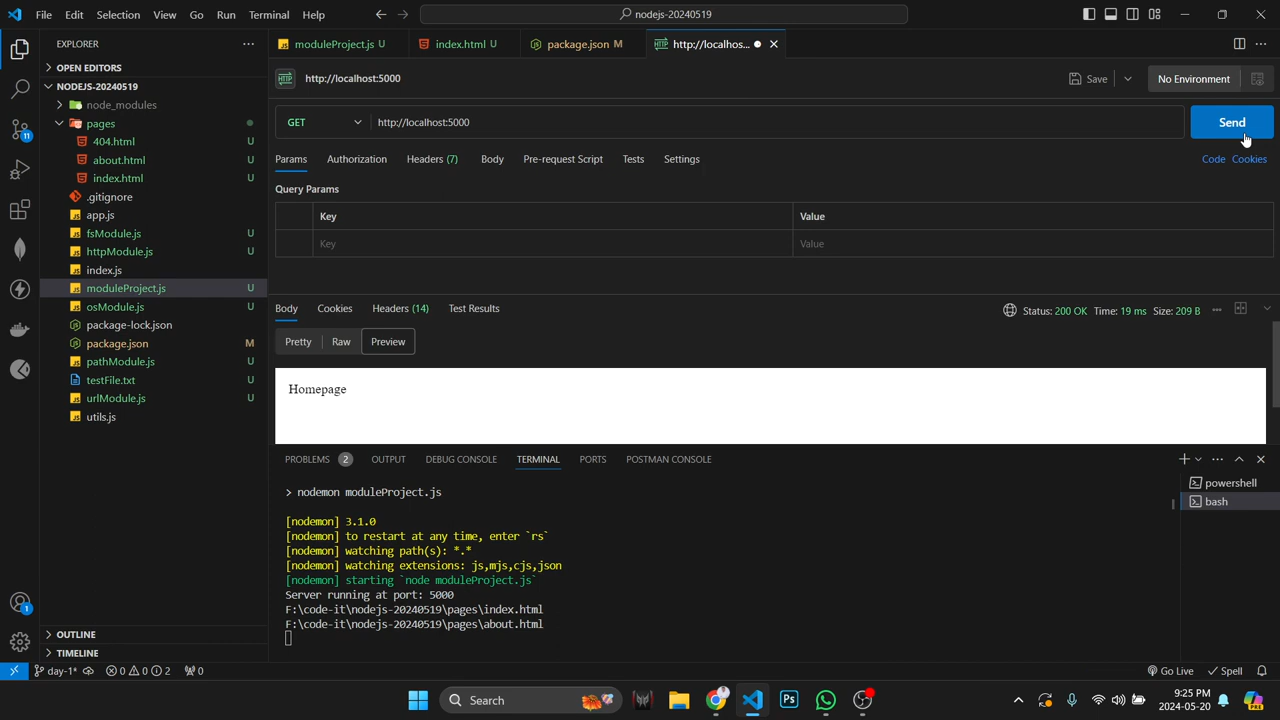 File Edit Selection View Go Run Terminal Help
nodejs-20240519
EXPLORER
OPEN EDITORS
NODEJS-20240519
node_modules
pages
404.html U
about.html U
index.html U
.gitignore
app.js
fsModule.js U
httpModule.js U
index.js
moduleProject.js U
osModule.js U
package-lock.json
package.json M
pathModule.js U
testFile.txt U
urlModule.js U
utils.js
OUTLINE
TIMELINE
11
1
moduleProject.js U
index.html U
package.json M
http://localhos...
HTTP http://localhost:5000
Save
No Environment
GET http://localhost:5000
Send
Params Authorization Headers (7) Body Pre-request Script Tests Settings
Code Cookies
Query Params
Key Value
Key Value
Body Cookies Headers (14) Test Results
Status: 200 OK Time: 19 ms Size: 209 B
Pretty Raw Preview
Homepage
PROBLEMS 2 OUTPUT DEBUG CONSOLE TERMINAL PORTS POSTMAN CONSOLE
powershell
bash
> nodemon moduleProject.js
[nodemon] 3.1.0
[nodemon] to restart at any time, enter `rs`
[nodemon] watching path(s): *.*
[nodemon] watching extensions: js,mjs,cjs,json
[nodemon] starting `node moduleProject.js`
Server running at port: 5000
F:\code-it\nodejs-20240519\pages\index.html
F:\code-it\nodejs-20240519\pages\about.html
day-1* 0 0 2 0
Go Live Spell
Search
Ps
9:25 PM
2024-05-20
PRE